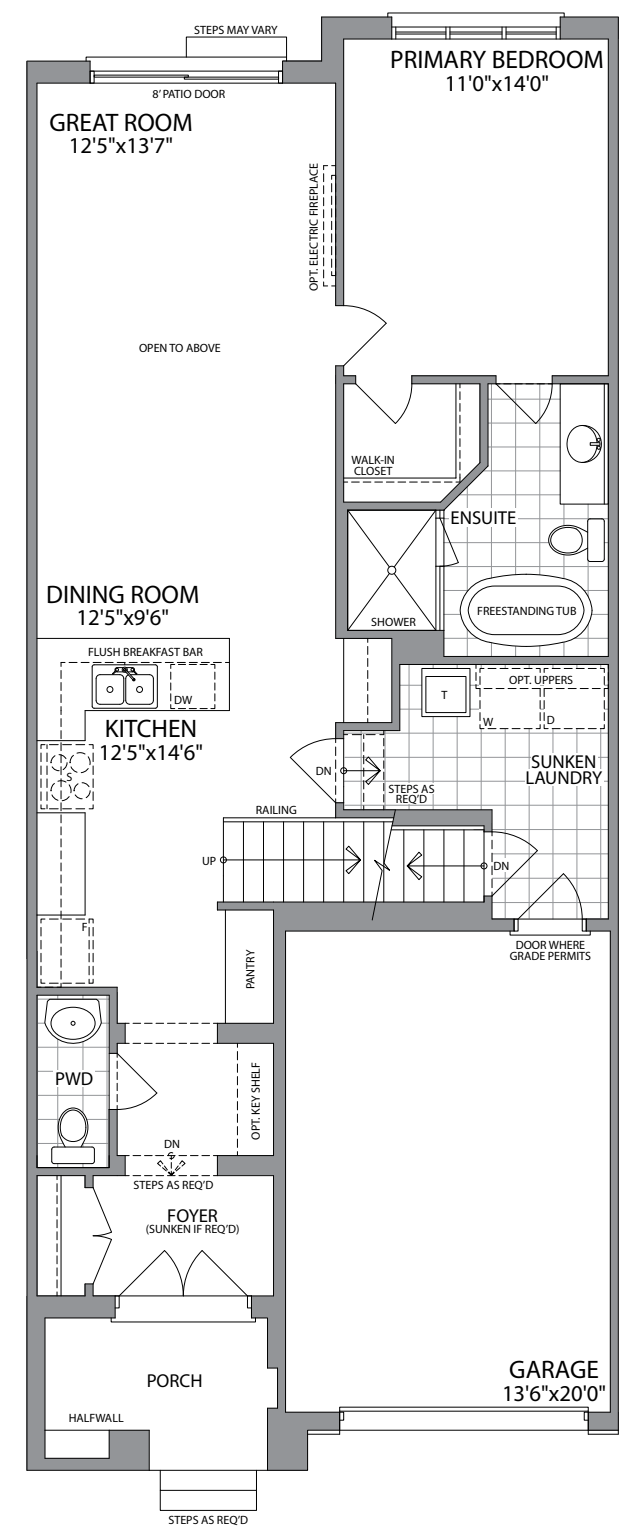 STEPS MAY VARY
8' PATIO DOOR
GREAT ROOM
12'5"x13'7"
PRIMARY BEDROOM
11'0"x14'0"
OPT. ELECTRIC FIREPLACE
OPEN TO ABOVE
WALK-IN
CLOSET
ENSUITE
SHOWER
FREESTANDING TUB
DINING ROOM
12'5"x9'6"
FLUSH BREAKFAST BAR
DW
KITCHEN
12'5"x14'6"
S
T
OPT. UPPERS
W
D
SUNKEN
LAUNDRY
DN
STEPS AS
REQ'D
RAILING
UP
DN
F
PANTRY
DOOR WHERE
GRADE PERMITS
PWD
OPT. KEY SHELF
DN
STEPS AS REQ'D
FOYER
(SUNKEN IF REQ'D)
PORCH
HALFWALL
STEPS AS REQ'D
GARAGE
13'6"x20'0"